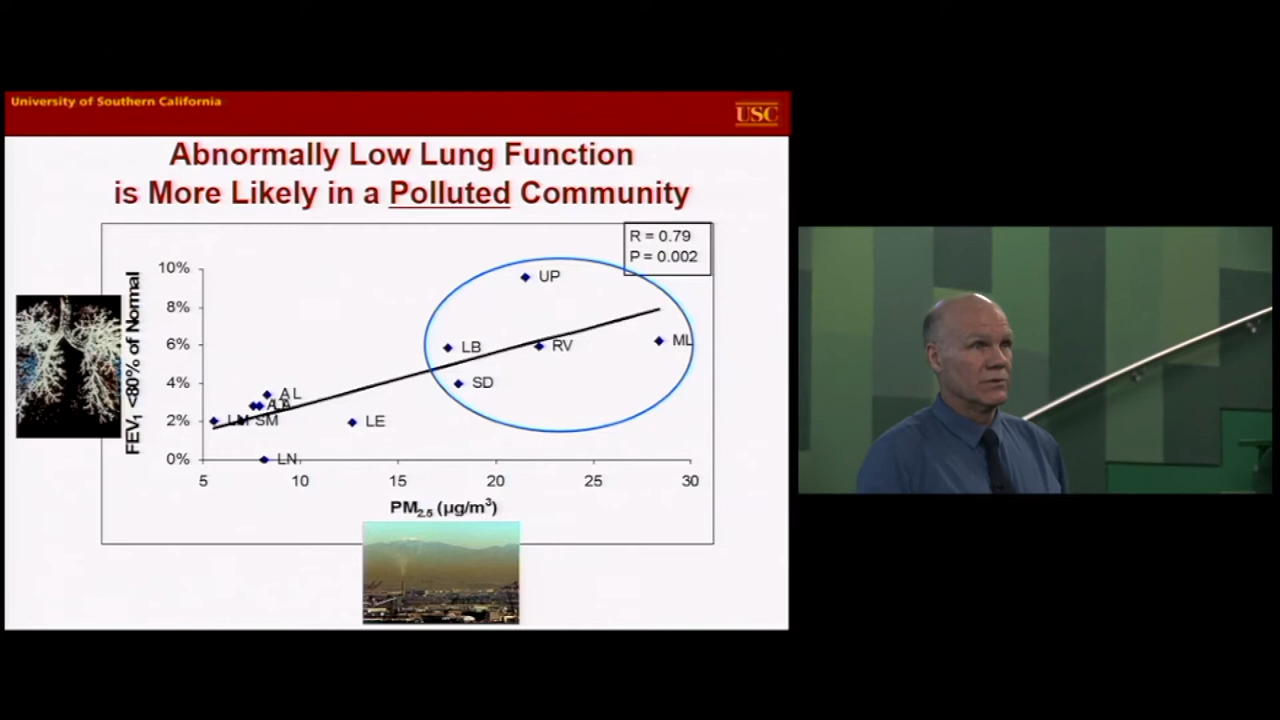 University of Southern California
USC
Abnormally Low Lung Function
is More Likely in a Polluted Community
R = 0.79
P = 0.002
FEV1 <80% of Normal
10%
8%
6%
4%
2%
0%
UP
LB
RV
ML
SD
AL
LM
SM
LE
LN
5
10
15
20
25
30
PM2.5 (µg/m³)